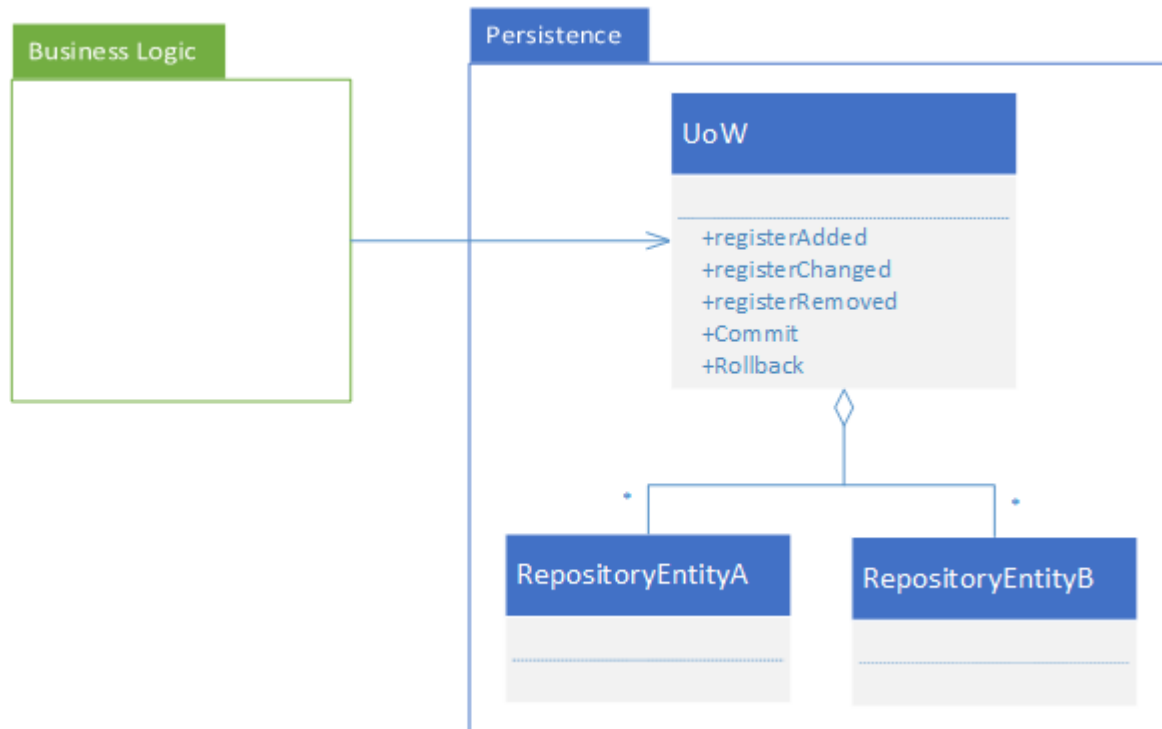 Business Logic
Persistence
UoW
+registerAdded
+registerChanged
+registerRemoved
+Commit
+Rollback
* *
RepositoryEntityA
RepositoryEntityB